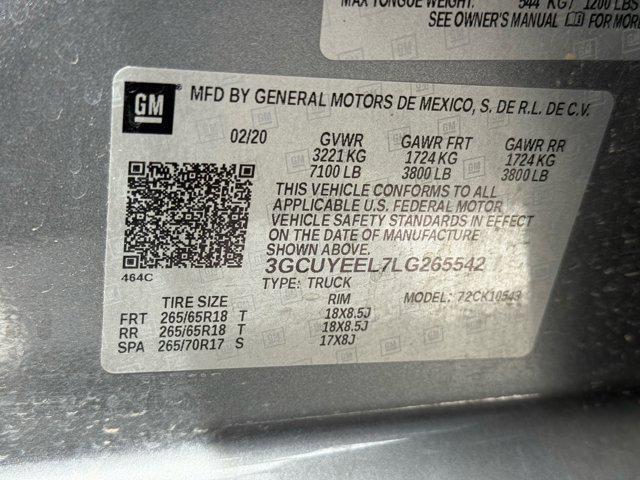 MAX TONGUE WEIGHT: 544 KG / 1200 LBS
SEE OWNER'S MANUAL FOR MORE
GM
MFD BY GENERAL MOTORS DE MEXICO, S. DE R.L. DE C.V.
02/20 GVWR GAWR FRT GAWR RR
3221 KG 1724 KG 1724 KG
7100 LB 3800 LB 3800 LB
THIS VEHICLE CONFORMS TO ALL
APPLICABLE U.S. FEDERAL MOTOR
VEHICLE SAFETY STANDARDS IN EFFECT
ON THE DATE OF MANUFACTURE
SHOWN ABOVE.
464C
3GCUYEEL7LG265542
TYPE: TRUCK MODEL: 72CK10543
TIRE SIZE RIM
FRT 265/65R18 T 18X8.5J
RR 265/65R18 T 18X8.5J
SPA 265/70R17 S 17X8J